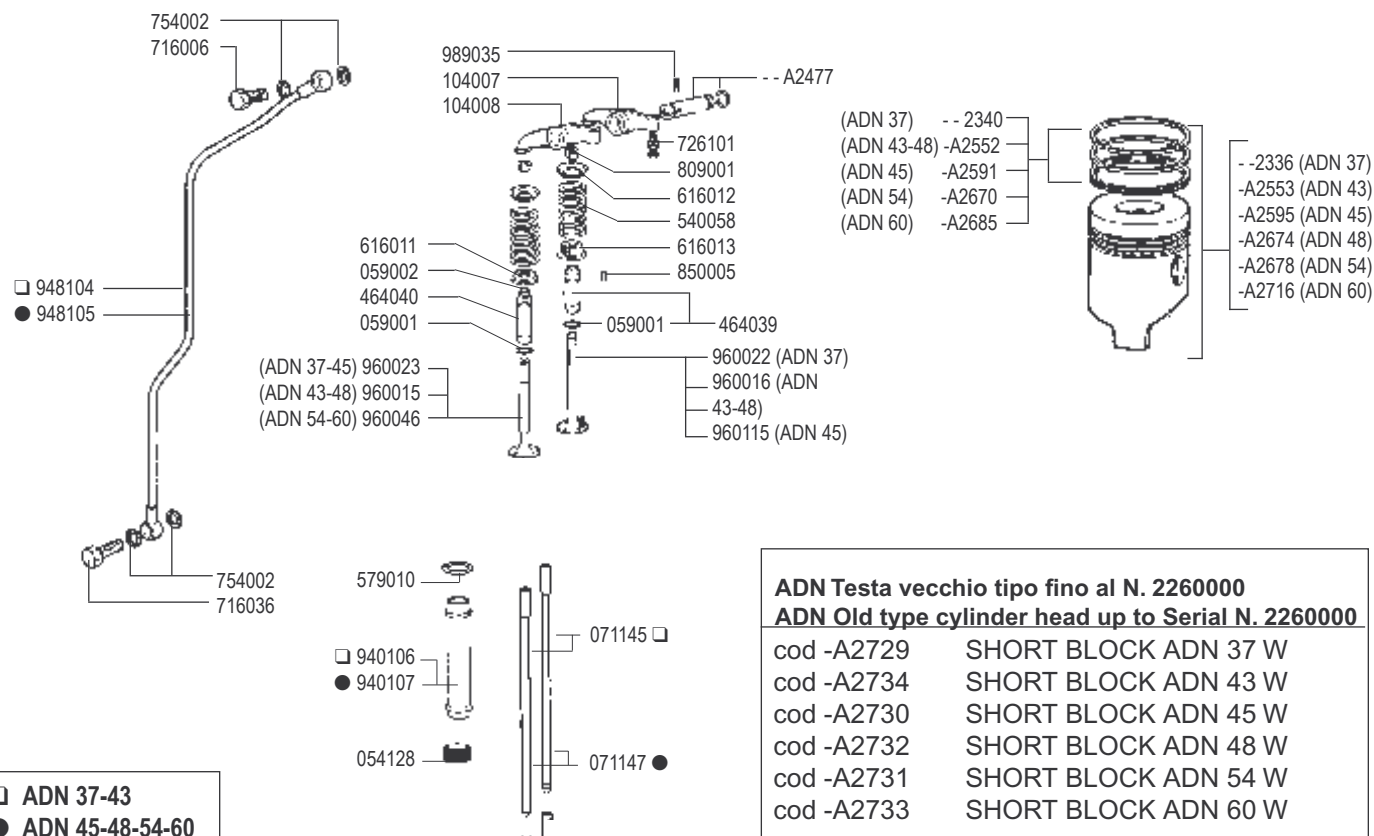 754002
716006
❑ 948104
● 948105
754002
716036
989035
104007
104008
- - A2477
726101
809001
616012
540058
616013
850005
616011
059002
464040
059001
059001
464039
(ADN 37-45) 960023
(ADN 43-48) 960015
(ADN 54-60) 960046
960022 (ADN 37)
960016 (ADN
43-48)
960115 (ADN 45)
(ADN 37) - - 2340
(ADN 43-48) -A2552
(ADN 45) -A2591
(ADN 54) -A2670
(ADN 60) -A2685
- -2336 (ADN 37)
-A2553 (ADN 43)
-A2595 (ADN 45)
-A2674 (ADN 48)
-A2678 (ADN 54)
-A2716 (ADN 60)
579010
❑ 940106
● 940107
054128
071145 ❑
071147 ●
❑ ADN 37-43
● ADN 45-48-54-60
ADN Testa vecchio tipo fino al N. 2260000
ADN Old type cylinder head up to Serial N. 2260000
cod -A2729 SHORT BLOCK ADN 37 W
cod -A2734 SHORT BLOCK ADN 43 W
cod -A2730 SHORT BLOCK ADN 45 W
cod -A2732 SHORT BLOCK ADN 48 W
cod -A2731 SHORT BLOCK ADN 54 W
cod -A2733 SHORT BLOCK ADN 60 W